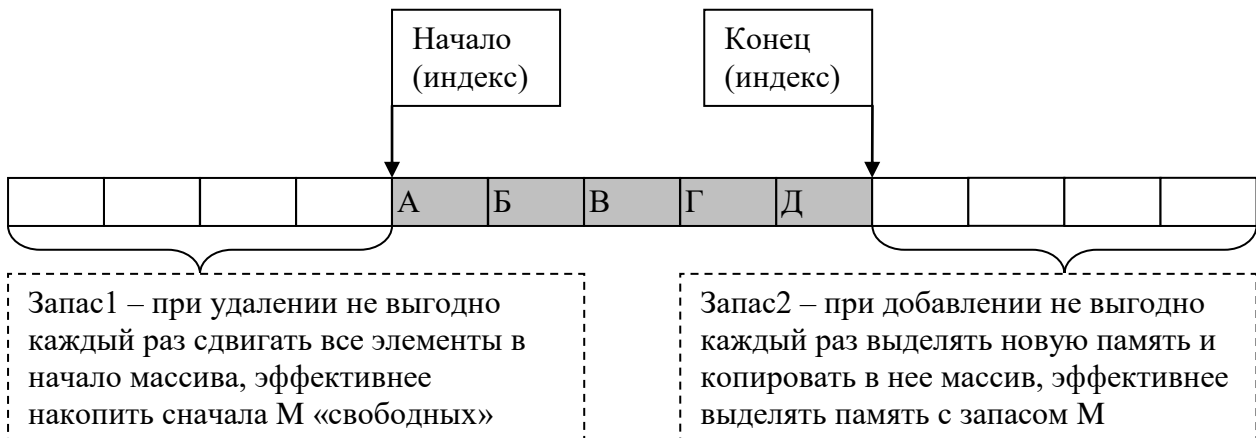 Начало
(индекс)
Конец
(индекс)
А Б В Г Д
Запас1 – при удалении не выгодно
каждый раз сдвигать все элементы в
начало массива, эффективнее
накопить сначала М «свободных»
Запас2 – при добавлении не выгодно
каждый раз выделять новую память и
копировать в нее массив, эффективнее
выделять память с запасом М